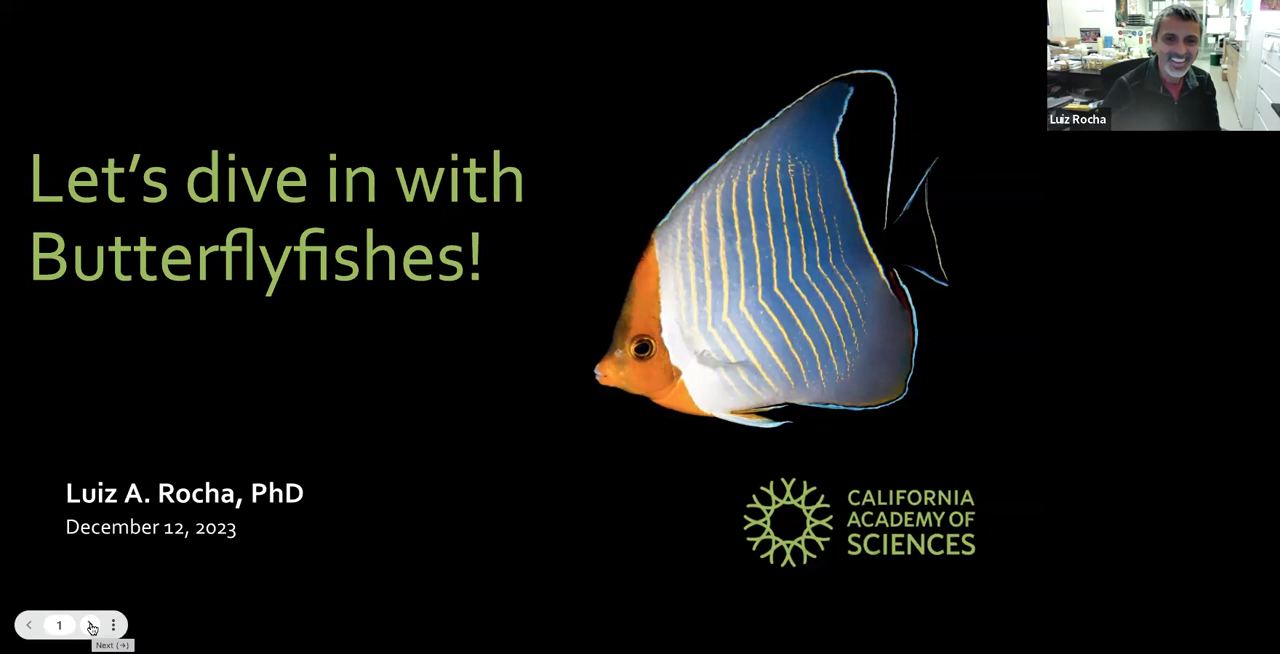 Let’s dive in with
Butterflyfishes!
Luiz Rocha
Luiz A. Rocha, PhD
December 12, 2023
CALIFORNIA
ACADEMY OF
SCIENCES
1
Next (→)